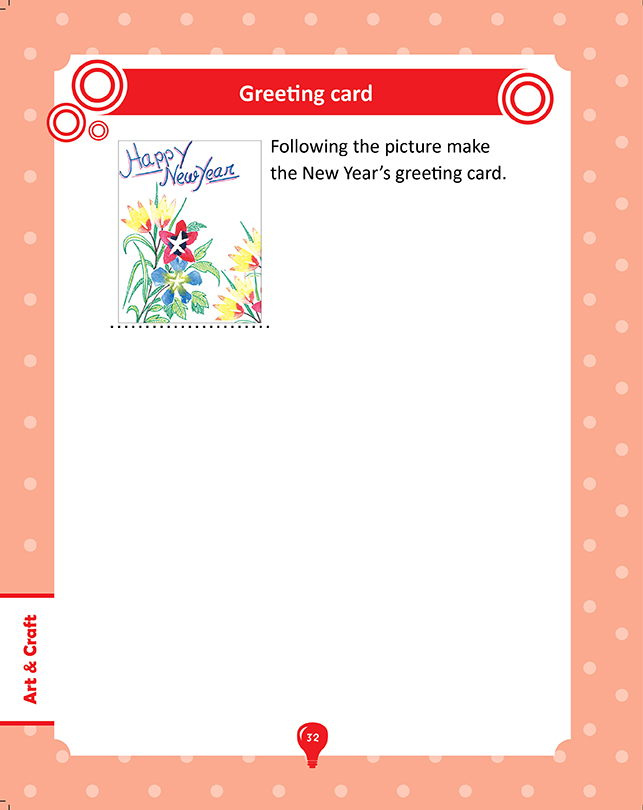 Greeting card
Happy
New Year
Following the picture make
the New Year’s greeting card.
Art & Craft
32